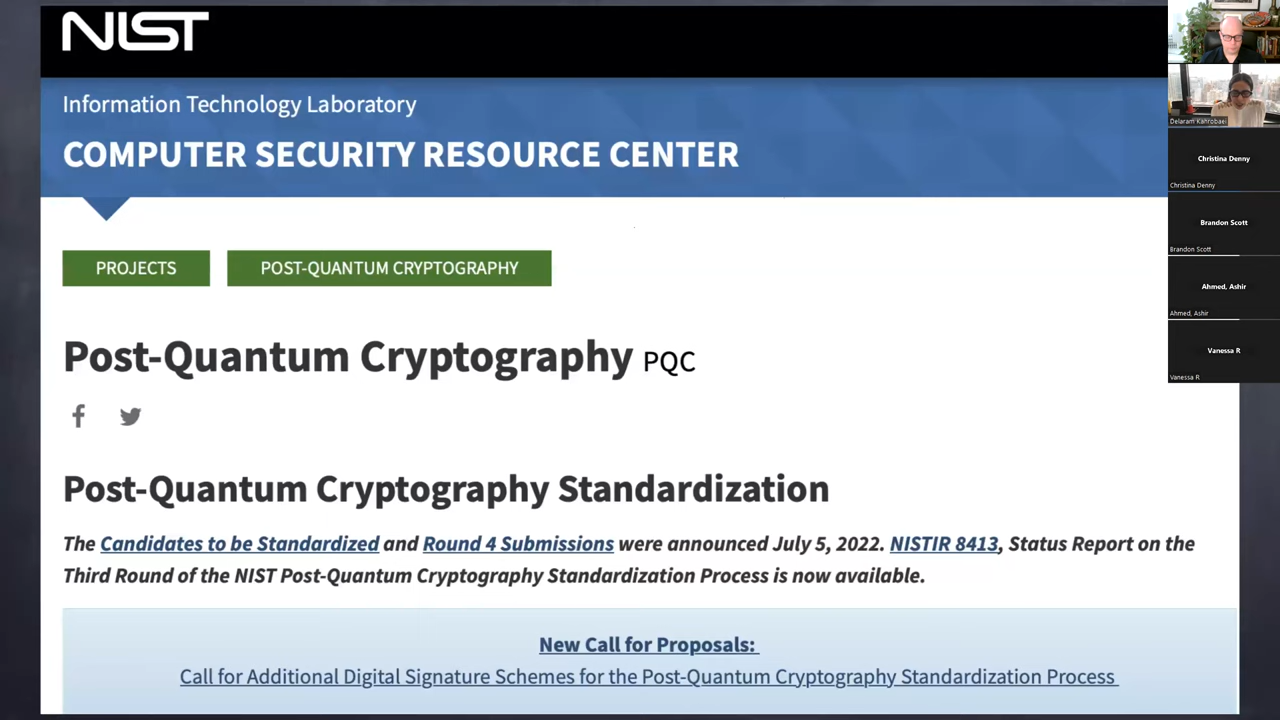 NIST
Information Technology Laboratory
COMPUTER SECURITY RESOURCE CENTER
PROJECTS
POST-QUANTUM CRYPTOGRAPHY
Post-Quantum Cryptography PQC
Post-Quantum Cryptography Standardization
The Candidates to be Standardized and Round 4 Submissions were announced July 5, 2022. NISTIR 8413, Status Report on the
Third Round of the NIST Post-Quantum Cryptography Standardization Process is now available.
New Call for Proposals:
Call for Additional Digital Signature Schemes for the Post-Quantum Cryptography Standardization Process
Delaram Kahrobaei
Christina Denny
Christina Denny
Brandon Scott
Brandon Scott
Ahmed, Ashir
Ahmed, Ashir
Vanessa R
Vanessa R